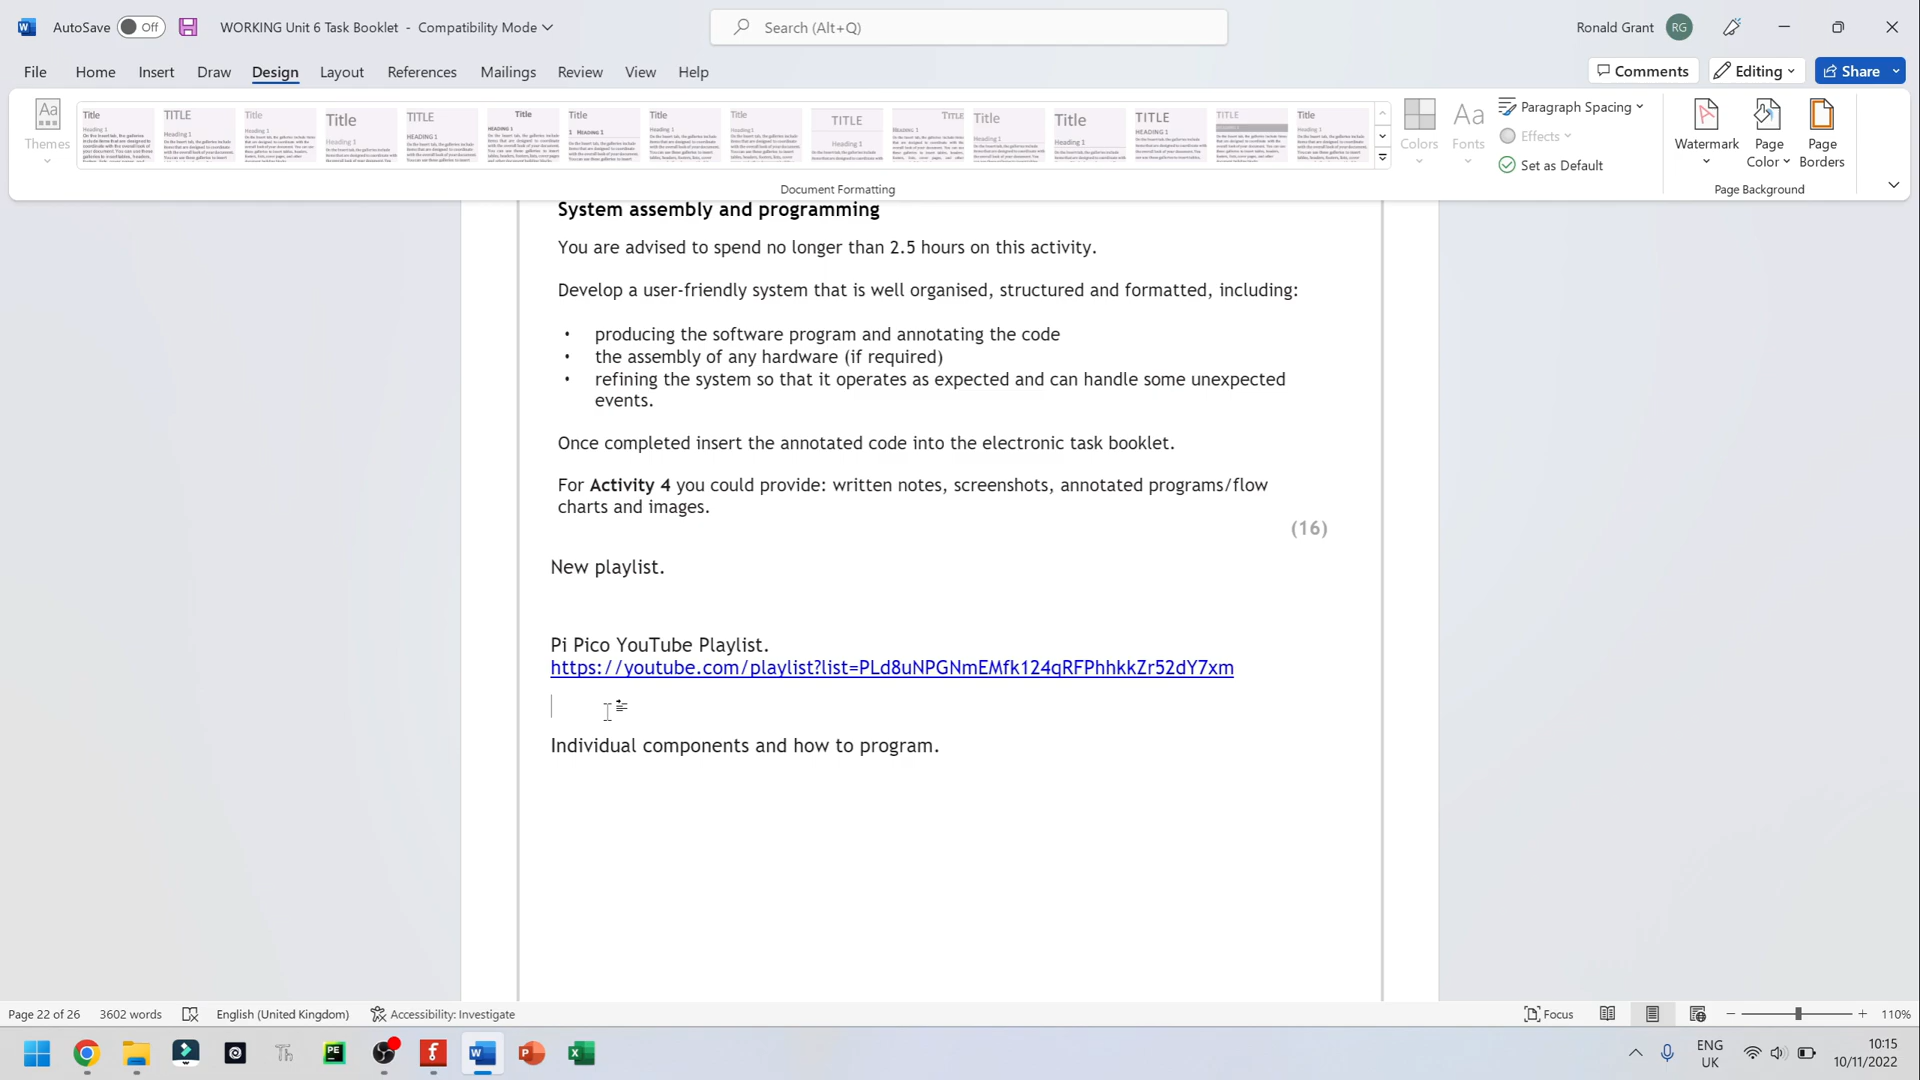 AutoSave Off WORKING Unit 6 Task Booklet - Compatibility Mode Search (Alt+Q) Ronald Grant RG
File Home Insert Draw Design Layout References Mailings Review View Help Comments Editing Share
Themes Colors Fonts Paragraph Spacing Effects Set as Default Watermark Page Color Page Borders
Document Formatting Page Background
System assembly and programming
You are advised to spend no longer than 2.5 hours on this activity.
Develop a user-friendly system that is well organised, structured and formatted, including:
• producing the software program and annotating the code
• the assembly of any hardware (if required)
• refining the system so that it operates as expected and can handle some unexpected
events.
Once completed insert the annotated code into the electronic task booklet.
For Activity 4 you could provide: written notes, screenshots, annotated programs/flow
charts and images.
(16)
New playlist.
Pi Pico YouTube Playlist.
https://youtube.com/playlist?list=PLd8uNPGNmEMfk124qRFPhhkkZr52dY7xm
Individual components and how to program.
Page 22 of 26 3602 words English (United Kingdom) Accessibility: Investigate Focus 110%
ENG
UK
10:15
10/11/2022